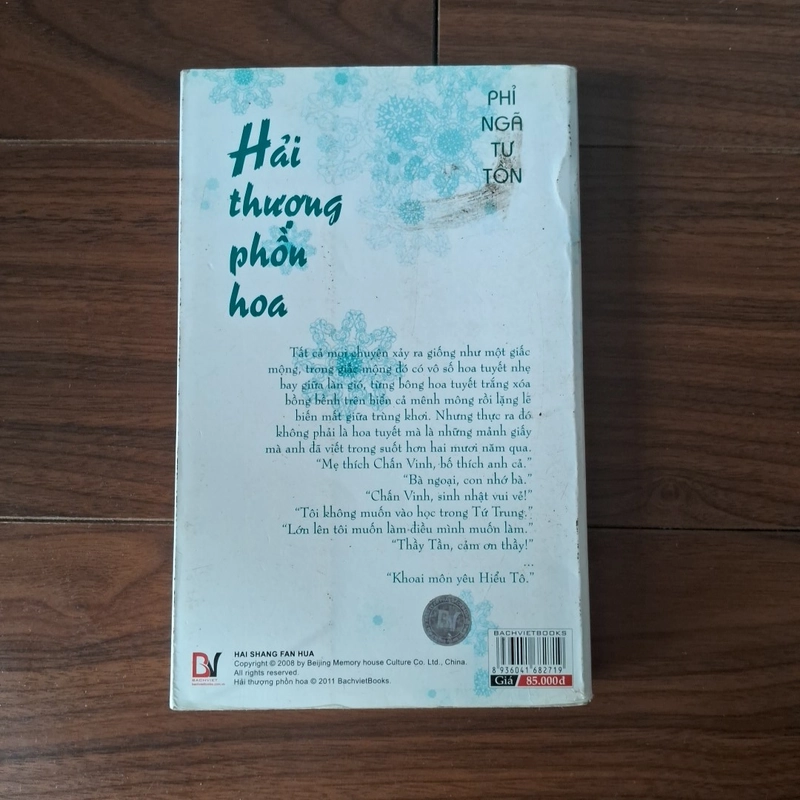 Hải
thượng
phồn
hoa
PHỈ
NGÃ
TƯ
TỒN
Tất cả mọi chuyện xảy ra giống như một giấc
mộng, trong giấc mộng đó có vô số hoa tuyết nhẹ
bay giữa làn gió, từng bông hoa tuyết trắng xóa
bồng bềnh trên biển cả mênh mông rồi lặng lẽ
biến mất giữa trùng khơi. Nhưng thực ra đó
không phải là hoa tuyết mà là những mảnh giấy
mà anh đã viết trong suốt hơn hai mươi năm qua.
“Mẹ thích Chấn Vinh, bố thích anh cả.”
“Bà ngoại, con nhớ bà.”
“Chấn Vinh, sinh nhật vui vẻ!”
“Tôi không muốn vào học trong Tứ Trung.”
“Lớn lên tôi muốn làm điều mình muốn làm.”
“Thầy Tần, cảm ơn thầy!”
...
“Khoai môn yêu Hiểu Tô.”
BV
BACHVIET
HAI SHANG FAN HUA
Copyright © 2008 by Beijing Memory house Culture Co. Ltd., China.
All rights reserved.
Hải thượng phồn hoa © 2011 BachvietBooks.
BACHVIETBOOKS
8 936041 682719
Giá 85.000đ